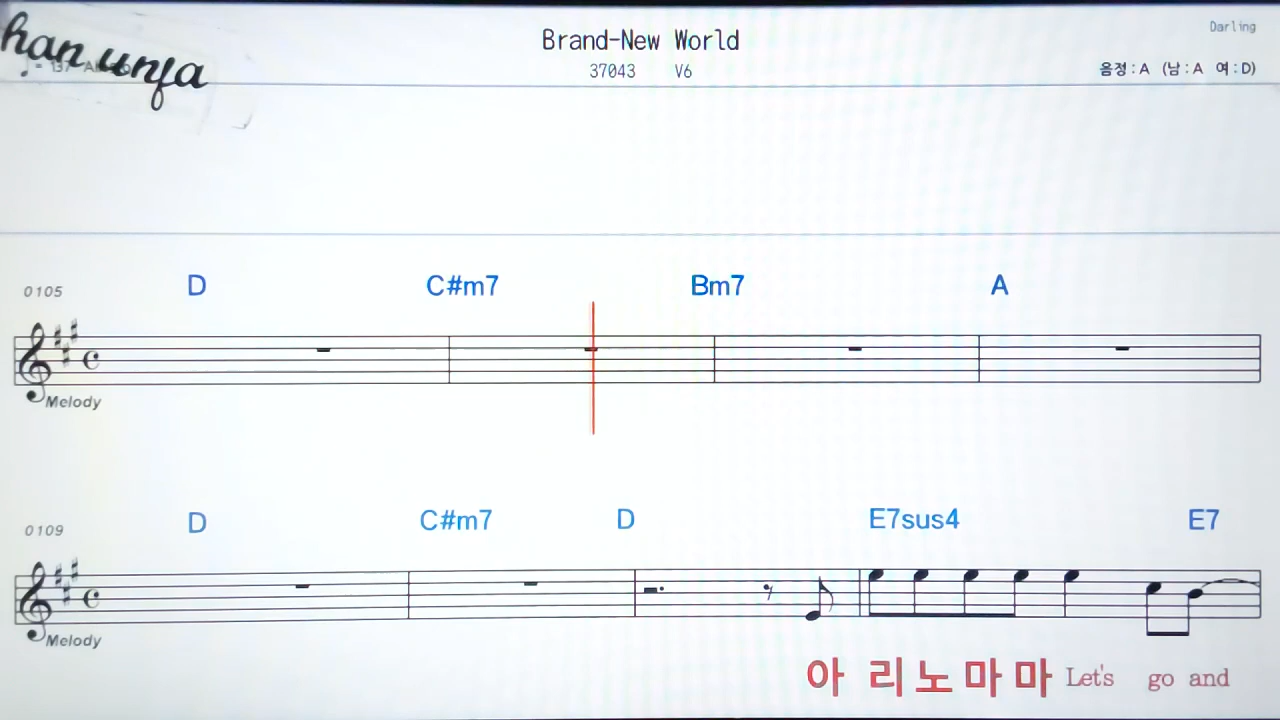 han unfa
Darling
Brand-New World
37043 V6
음정:A (남:A 여:D)
0105
D C#m7 Bm7 A
Melody
0109
D C#m7 D E7sus4 E7
Melody
아 리 노 마 마 Let's go and